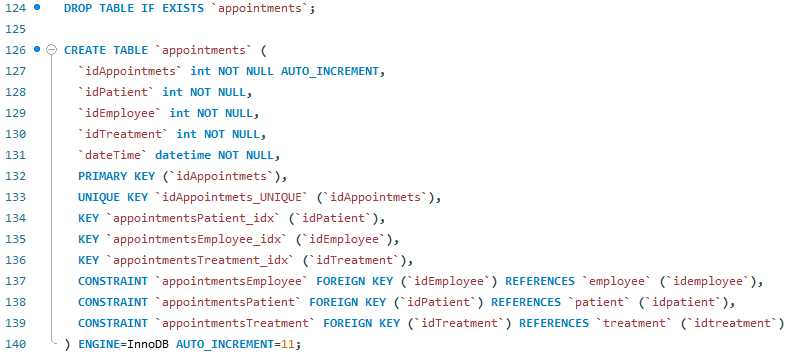 124 DROP TABLE IF EXISTS `appointments`;
125
126 CREATE TABLE `appointments` (
127 `idAppointmets` int NOT NULL AUTO_INCREMENT,
128 `idPatient` int NOT NULL,
129 `idEmployee` int NOT NULL,
130 `idTreatment` int NOT NULL,
131 `dateTime` datetime NOT NULL,
132 PRIMARY KEY (`idAppointmets`),
133 UNIQUE KEY `idAppointmets_UNIQUE` (`idAppointmets`),
134 KEY `appointmentsPatient_idx` (`idPatient`),
135 KEY `appointmentsEmployee_idx` (`idEmployee`),
136 KEY `appointmentsTreatment_idx` (`idTreatment`),
137 CONSTRAINT `appointmentsEmployee` FOREIGN KEY (`idEmployee`) REFERENCES `employee` (`idemployee`),
138 CONSTRAINT `appointmentsPatient` FOREIGN KEY (`idPatient`) REFERENCES `patient` (`idpatient`),
139 CONSTRAINT `appointmentsTreatment` FOREIGN KEY (`idTreatment`) REFERENCES `treatment` (`idtreatment`)
140 ) ENGINE=InnoDB AUTO_INCREMENT=11;